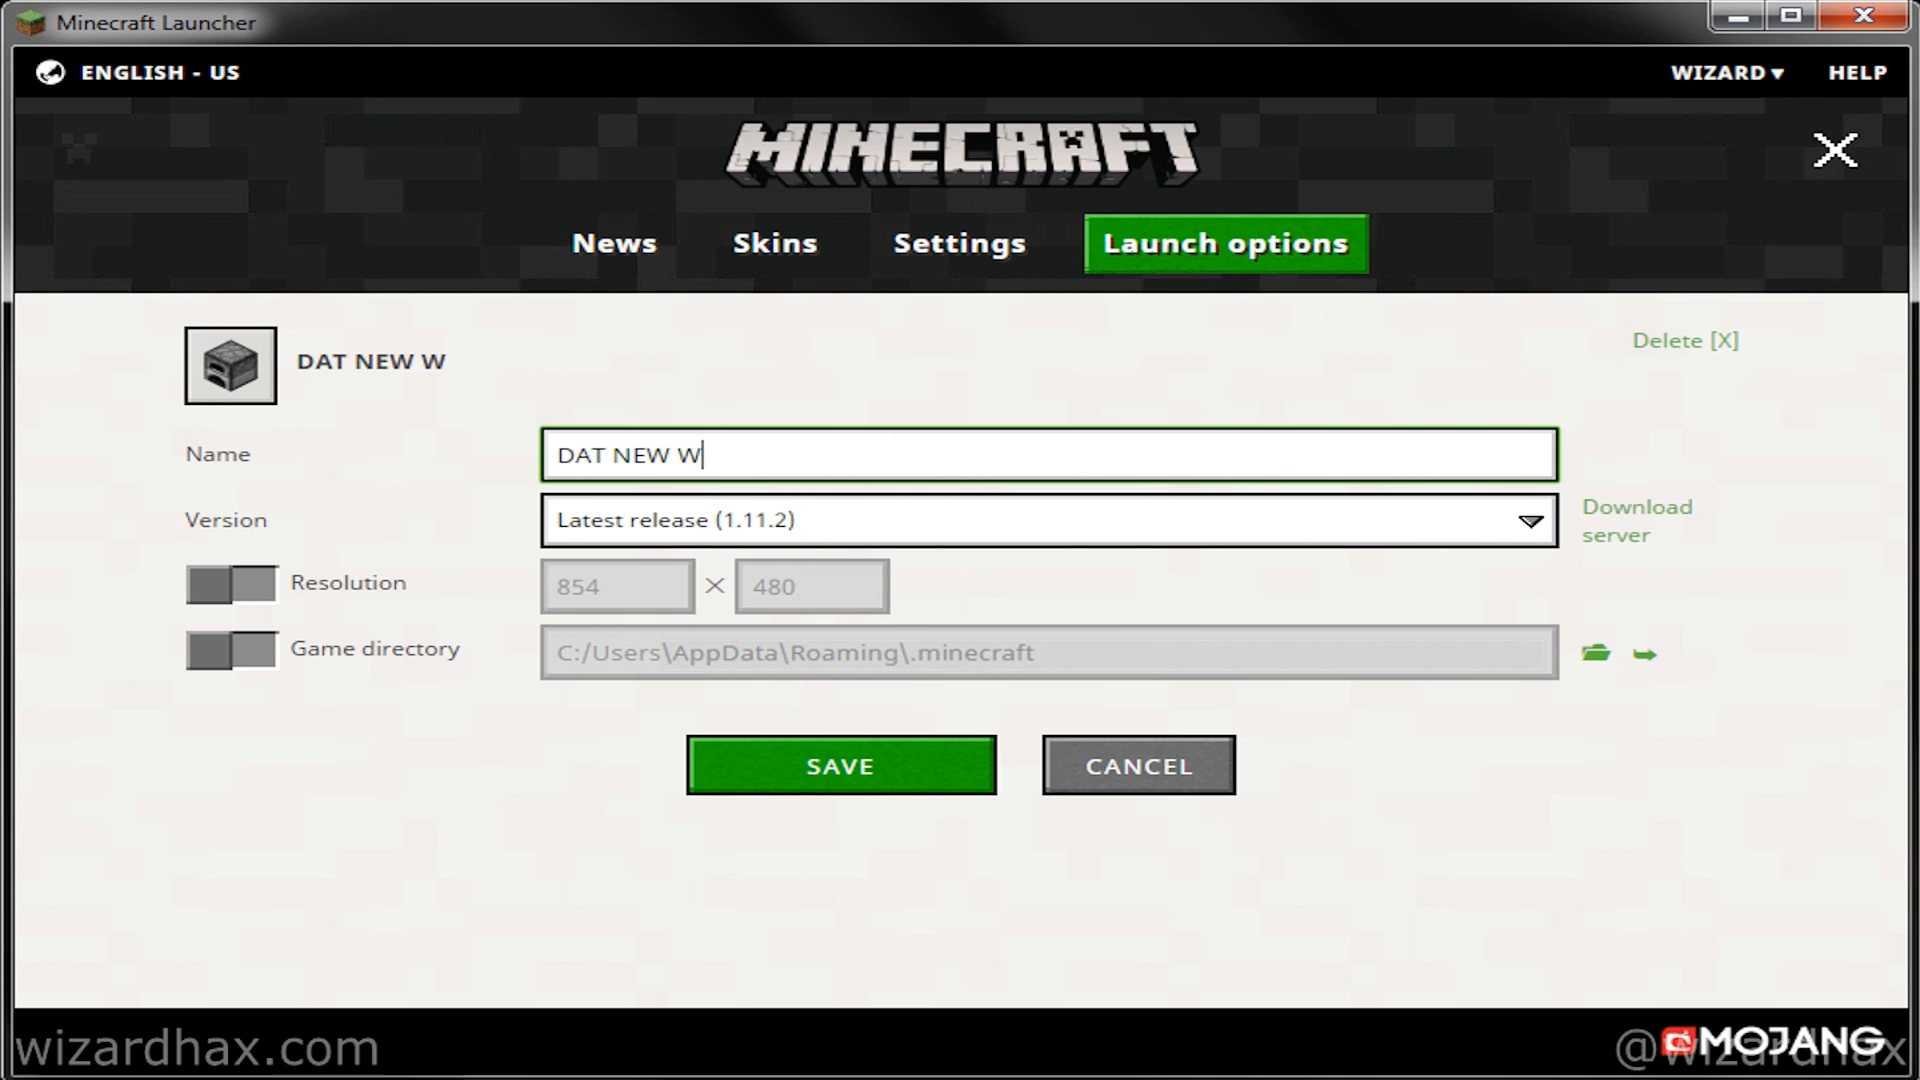 Minecraft Launcher
ENGLISH - US
WIZARD
HELP
MINECRAFT
News
Skins
Settings
Launch options
DAT NEW W
Delete [X]
Name
DAT NEW W
Version
Latest release (1.11.2)
Download
server
Resolution
854
480
Game directory
C:/Users\AppData\Roaming\.minecraft
SAVE
CANCEL
wizardhax.com
@wizardhax
MOJANG